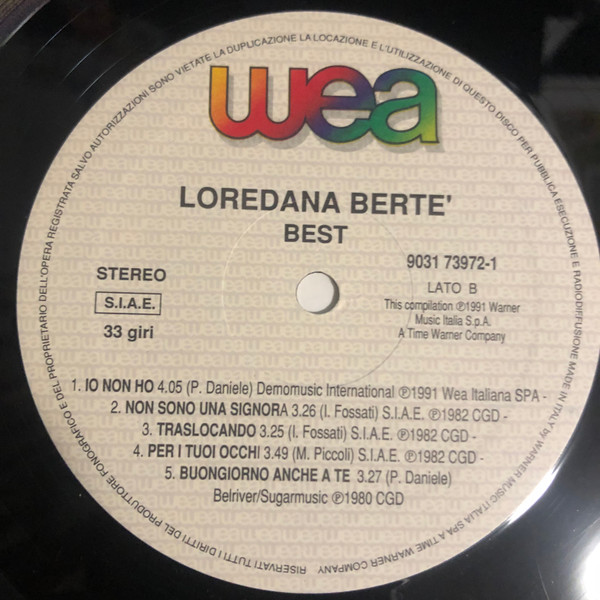 wea
LOREDANA BERTE'
BEST
STEREO
S.I.A.E.
33 giri
9031 73972-1
LATO B
This compilation ℗1991 Warner
Music Italia S.p.A.
A Time Warner Company
1. IO NON HO 4.05 (P. Daniele) Demomusic International ℗1991 Wea Italiana SPA -
2. NON SONO UNA SIGNORA 3.26 (I. Fossati) S.I.A.E. ℗1982 CGD -
3. TRASLOCANDO 3.25 (I. Fossati) S.I.A.E. ℗1982 CGD -
4. PER I TUOI OCCHI 3.49 (M. Piccoli) S.I.A.E. ℗1982 CGD -
5. BUONGIORNO ANCHE A TE 3.27 (P. Daniele)
Belriver/Sugarmusic ℗1980 CGD
RISERVATI TUTTI I DIRITTI DEL PRODUTTORE FONOGRAFICO E DEL PROPRIETARIO DELL'OPERA REGISTRATA SALVO AUTORIZZAZIONI SONO VIETATE LA DUPLICAZIONE LA LOCAZIONE E L'UTILIZZAZIONE DI QUESTO DISCO PER PUBBLICA ESECUZIONE E RADIODIFFUSIONE MADE IN ITALY by WARNER MUSIC ITALIA SPA A TIME WARNER COMPANY